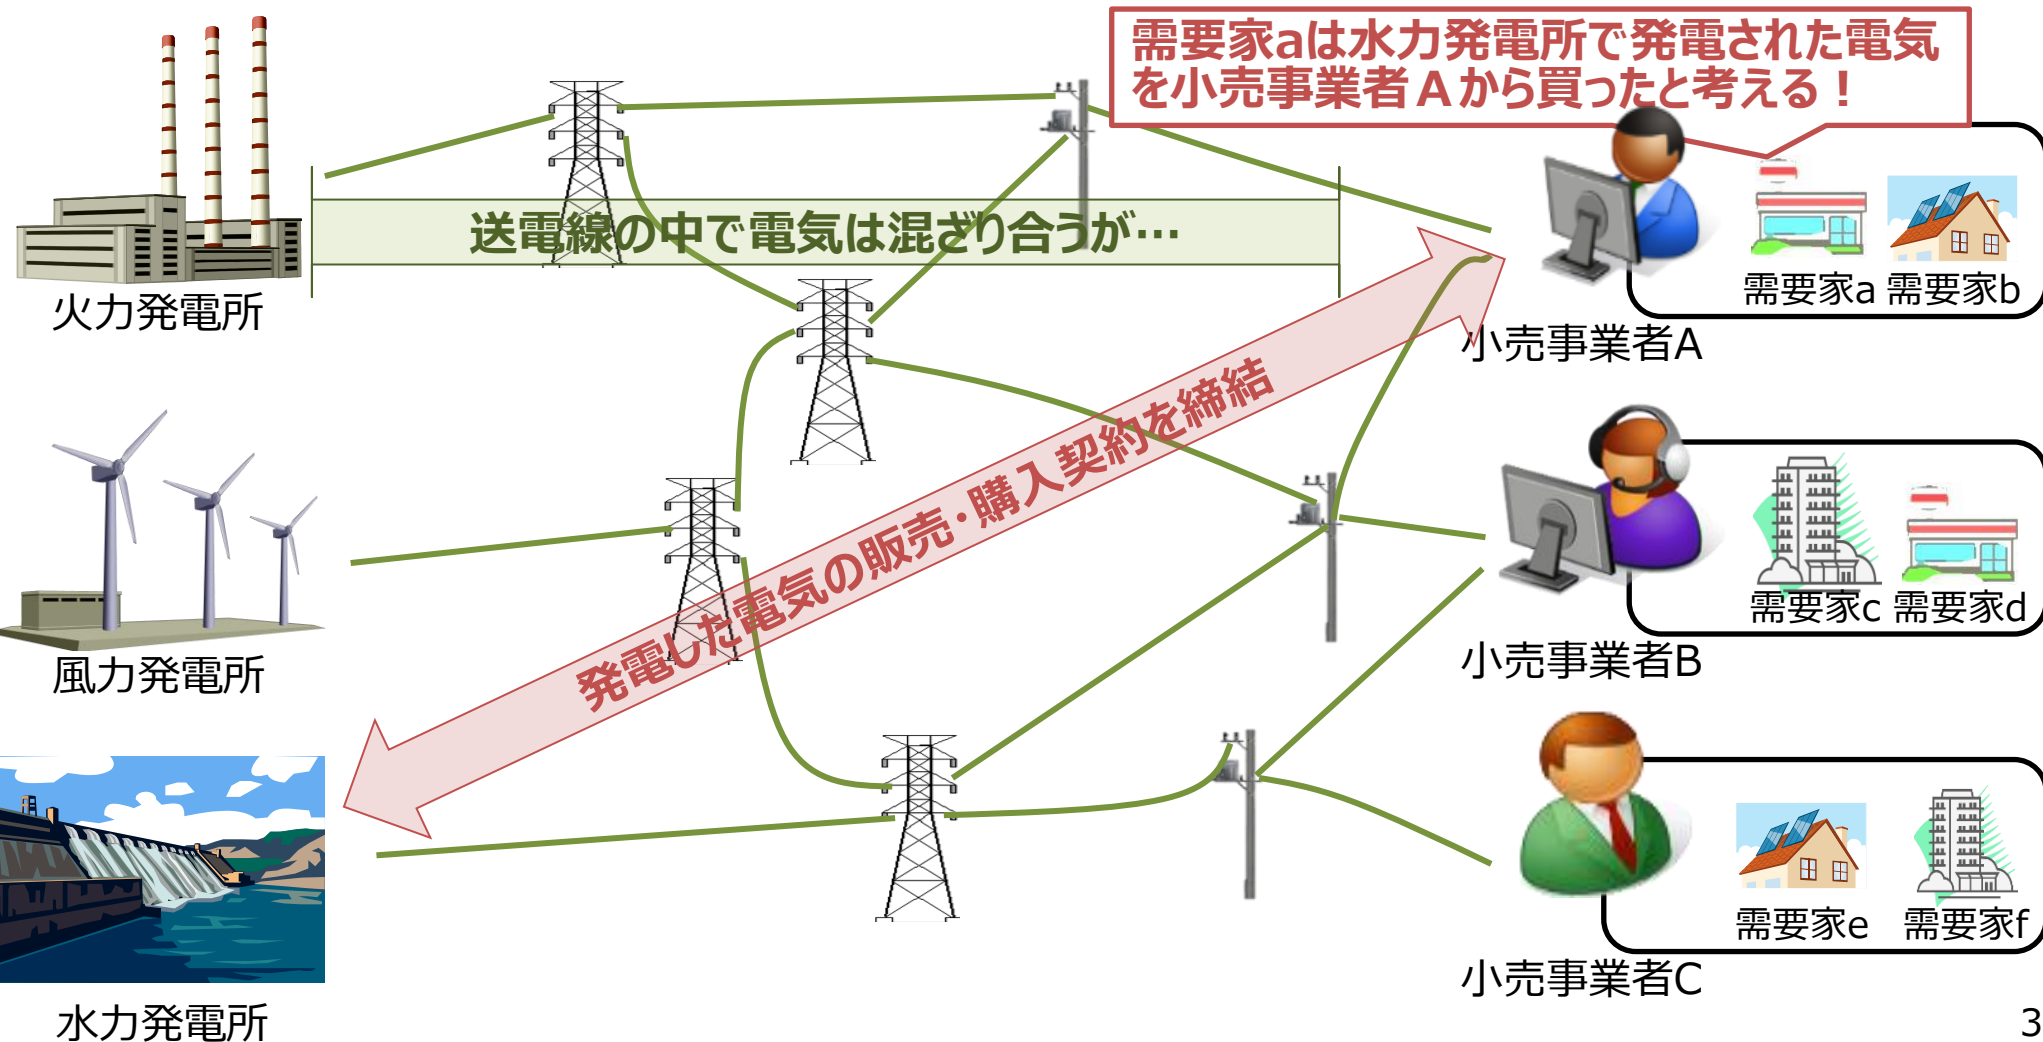 需要家aは水力発電所で発電された電気
を小売事業者Ａから買ったと考える！
送電線の中で電気は混ざり合うが…
火力発電所
需要家a 需要家b
小売事業者A
発電した電気の販売・購入契約を締結
風力発電所
需要家c 需要家d
小売事業者B
水力発電所
需要家e 需要家f
小売事業者C
3